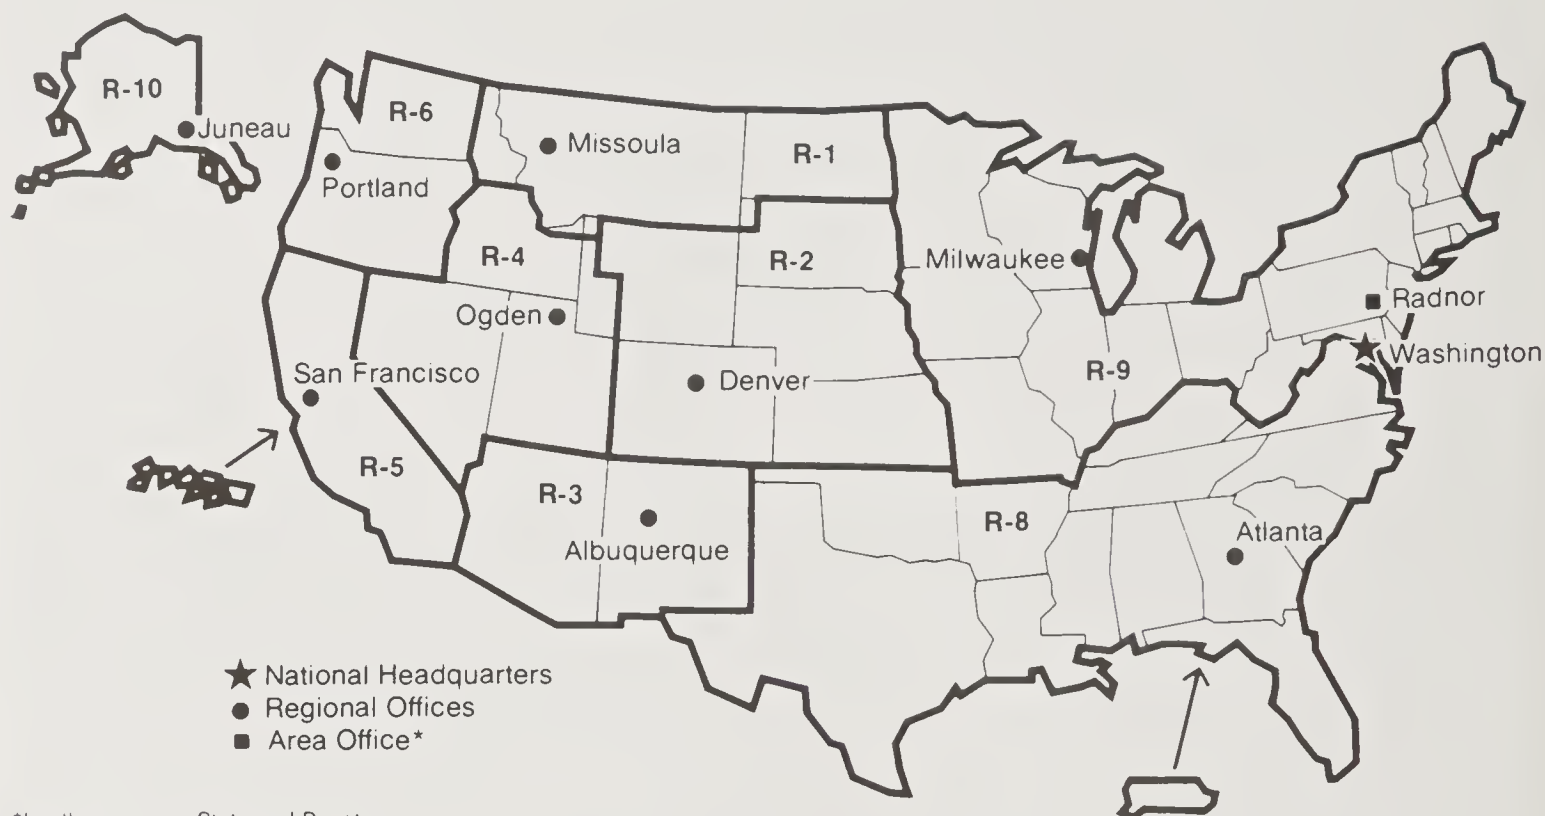 R-10
Juneau
R-6
Portland
Missoula
R-1
R-4
R-2
Milwaukee
Ogden
Radnor
Washington
San Francisco
Denver
R-9
R-5
R-3
Albuquerque
R-8
Atlanta
★ National Headquarters
● Regional Offices
■ Area Office*